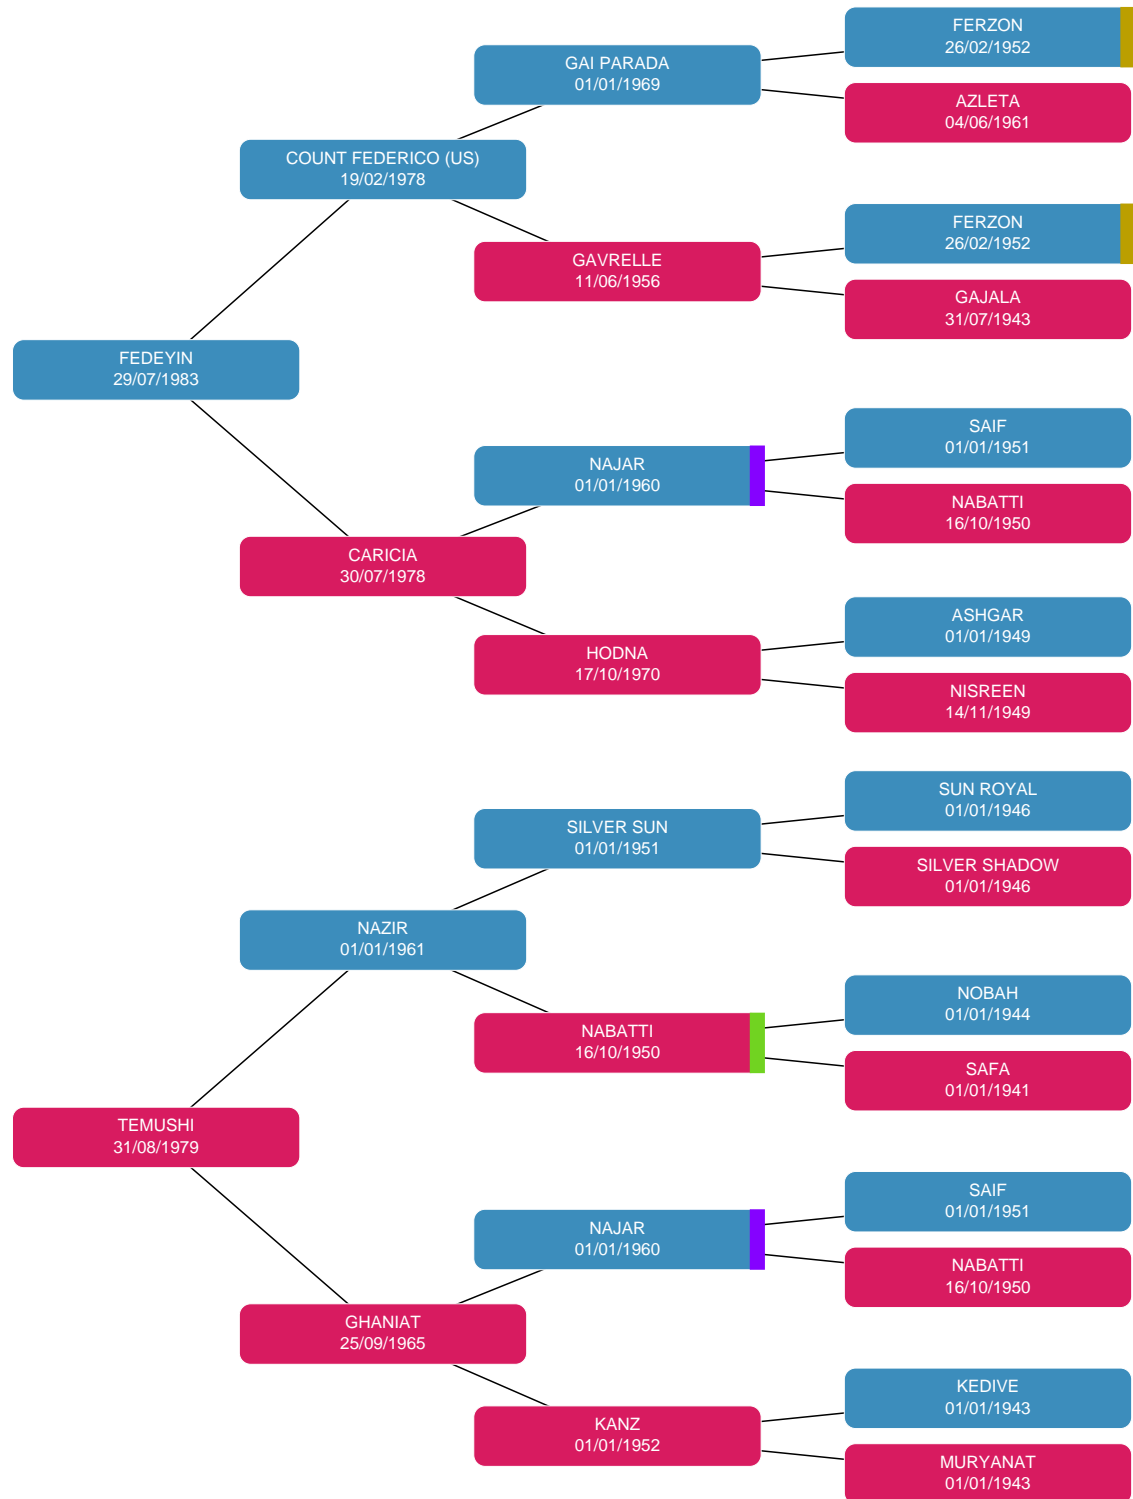 FERZON
26/02/1952
GAI PARADA
01/01/1969
AZLETA
04/06/1961
COUNT FEDERICO (US)
19/02/1978
FERZON
26/02/1952
GAVRELLE
11/06/1956
GAJALA
31/07/1943
FEDEYIN
29/07/1983
SAIF
01/01/1951
NAJAR
01/01/1960
NABATTI
16/10/1950
CARICIA
30/07/1978
ASHGAR
01/01/1949
HODNA
17/10/1970
NISREEN
14/11/1949
SUN ROYAL
01/01/1946
SILVER SUN
01/01/1951
SILVER SHADOW
01/01/1946
NAZIR
01/01/1961
NOBAH
01/01/1944
NABATTI
16/10/1950
SAFA
01/01/1941
TEMUSHI
31/08/1979
SAIF
01/01/1951
NAJAR
01/01/1960
NABATTI
16/10/1950
GHANIAT
25/09/1965
KEDIVE
01/01/1943
KANZ
01/01/1952
MURYANAT
01/01/1943